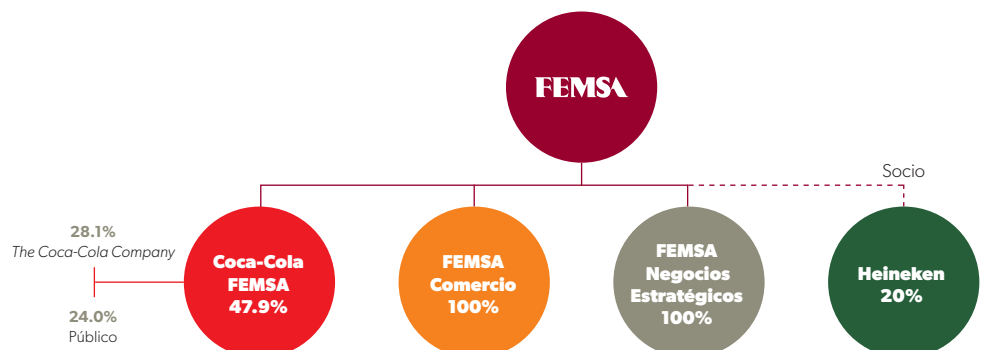 FEMSA
Socio
28.1%
The Coca-Cola Company
24.0%
Público
Coca-Cola
FEMSA
47.9%
FEMSA
Comercio
100%
FEMSA
Negocios
Estratégicos
100%
Heineken
20%